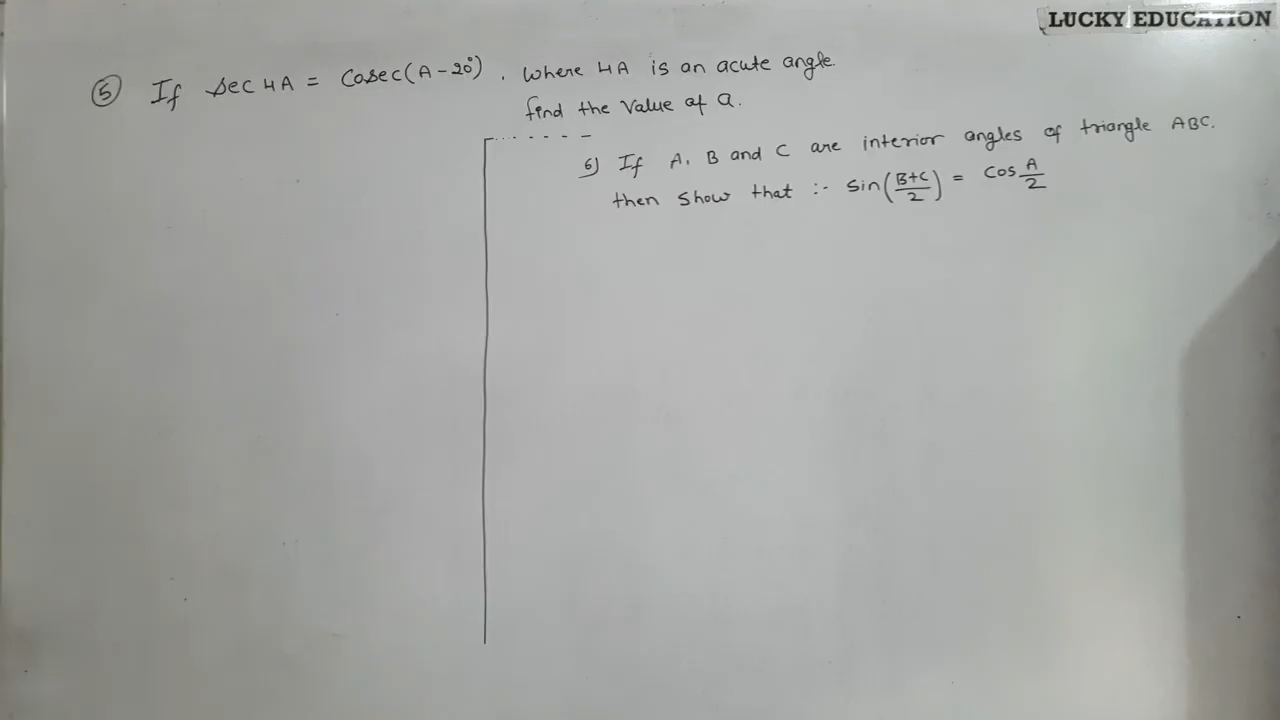 LUCKY EDUCATION
⑤ If sec 4A = Cosec(A-20°), where 4A is an acute angle.
find the value of a.
6) If A, B and C are interior angles of triangle ABC.
then show that :- sin(B+C/2) = cos A/2